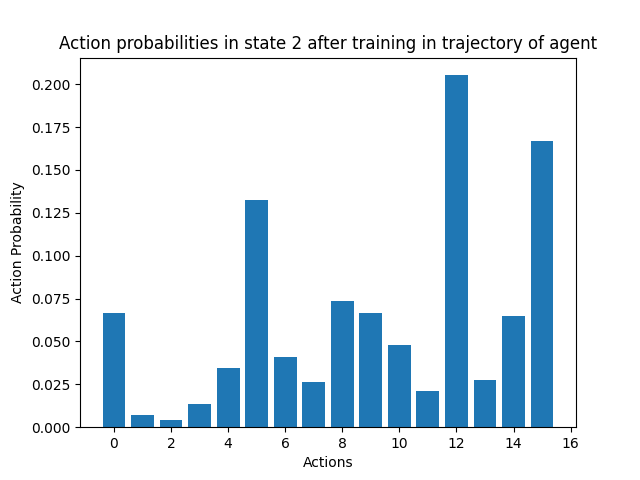 Action probabilities in state 2 after training in trajectory of agent
0.200
0.175
0.150
0.125
0.100
0.075
0.050
0.025
0.000
Action Probability
0 2 4 6 8 10 12 14 16
Actions